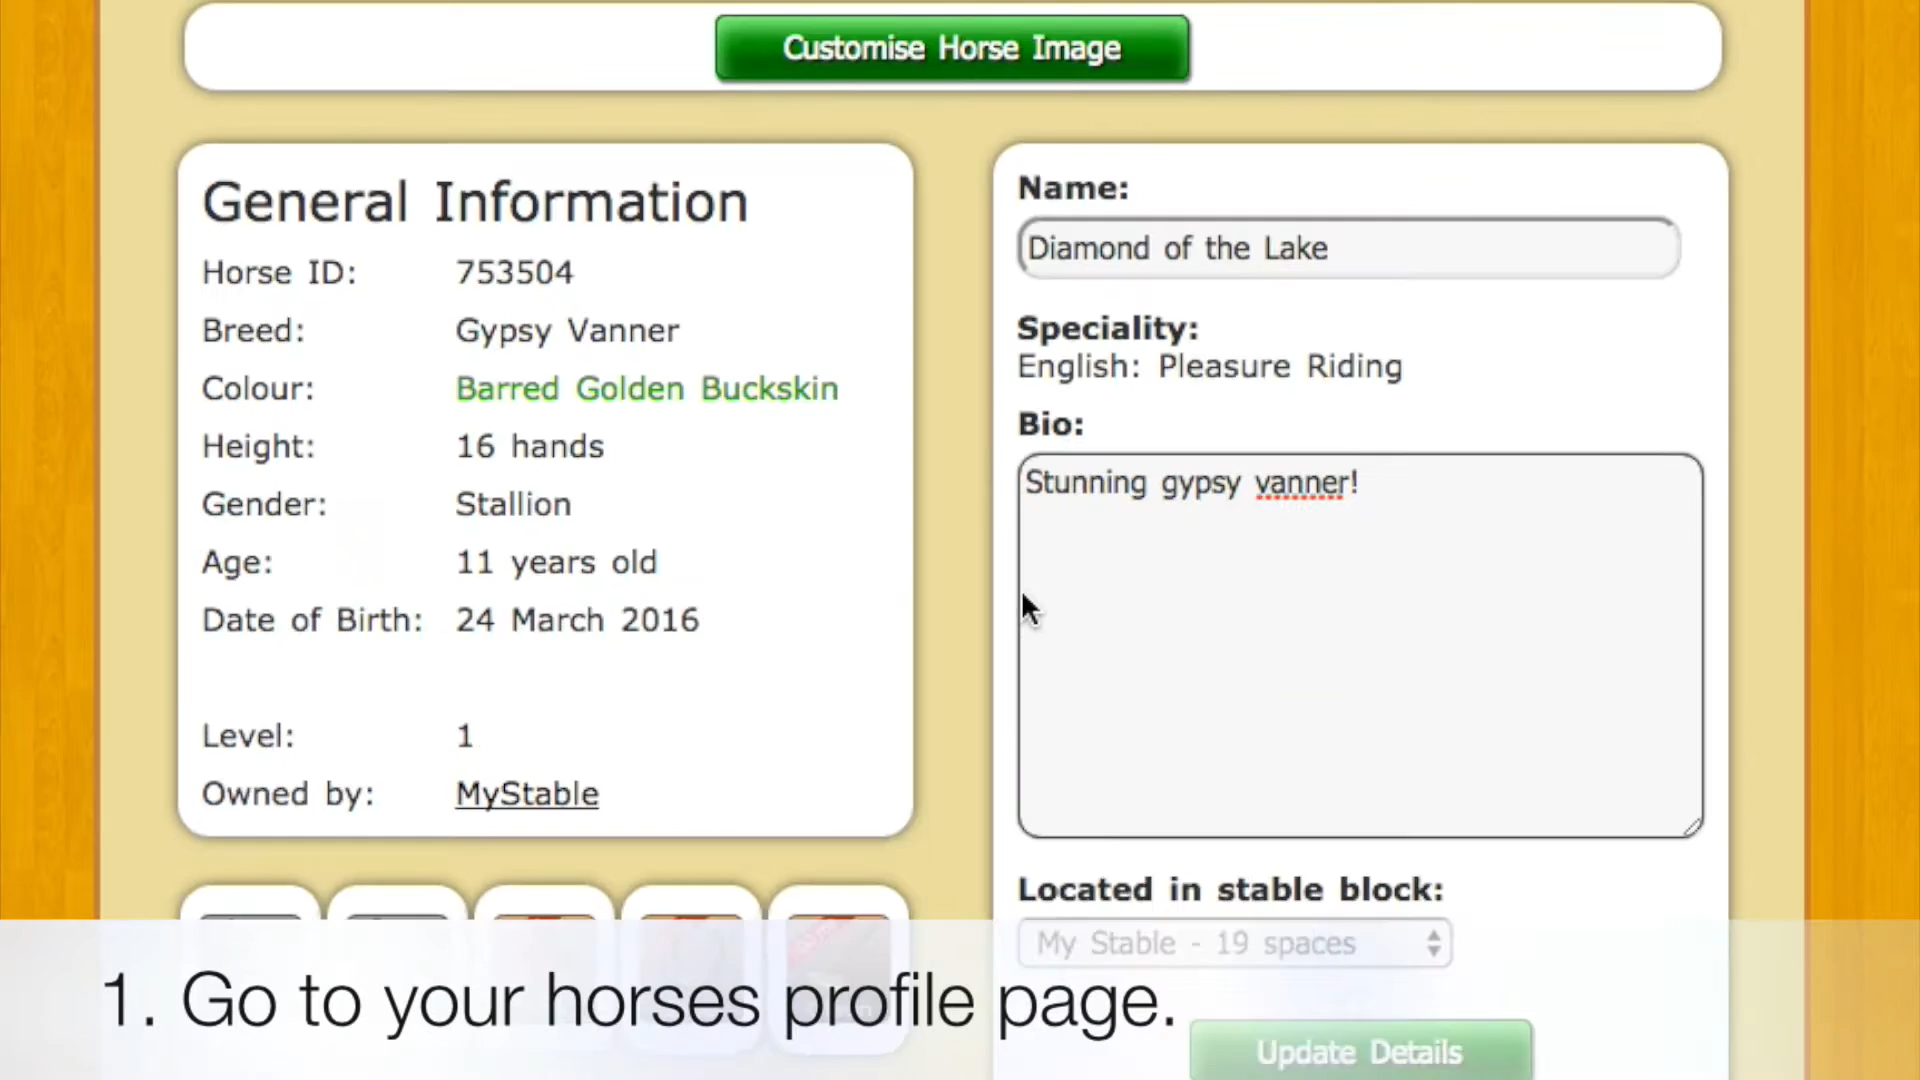 Customise Horse Image
General Information
Horse ID: 753504
Breed: Gypsy Vanner
Colour: Barred Golden Buckskin
Height: 16 hands
Gender: Stallion
Age: 11 years old
Date of Birth: 24 March 2016
Level: 1
Owned by: MyStable
Name:
Diamond of the Lake
Speciality:
English: Pleasure Riding
Bio:
Stunning gypsy vanner!
Located in stable block:
My Stable - 19 spaces
Update Details
1. Go to your horses profile page.